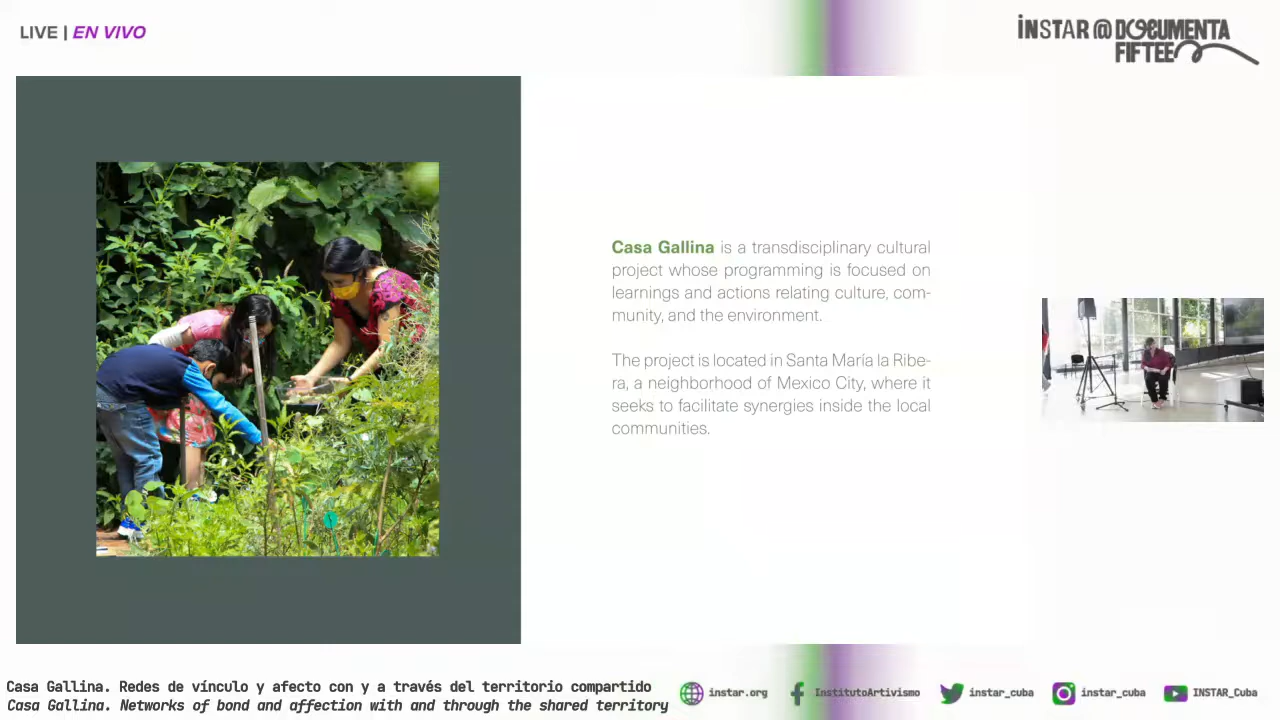 LIVE | EN VIVO
INSTAR @ DOCUMENTA
FIFTEEN
Casa Gallina is a transdisciplinary cultural
project whose programming is focused on
learnings and actions relating culture, com-
munity, and the environment.
The project is located in Santa María la Ribe-
ra, a neighborhood of Mexico City, where it
seeks to facilitate synergies inside the local
communities.
Casa Gallina. Redes de vínculo y afecto con y a través del territorio compartido
Casa Gallina. Networks of bond and affection with and through the shared territory
instar.org
InstitutoArtivismo
instar_cuba
instar_cuba
INSTAR_Cuba